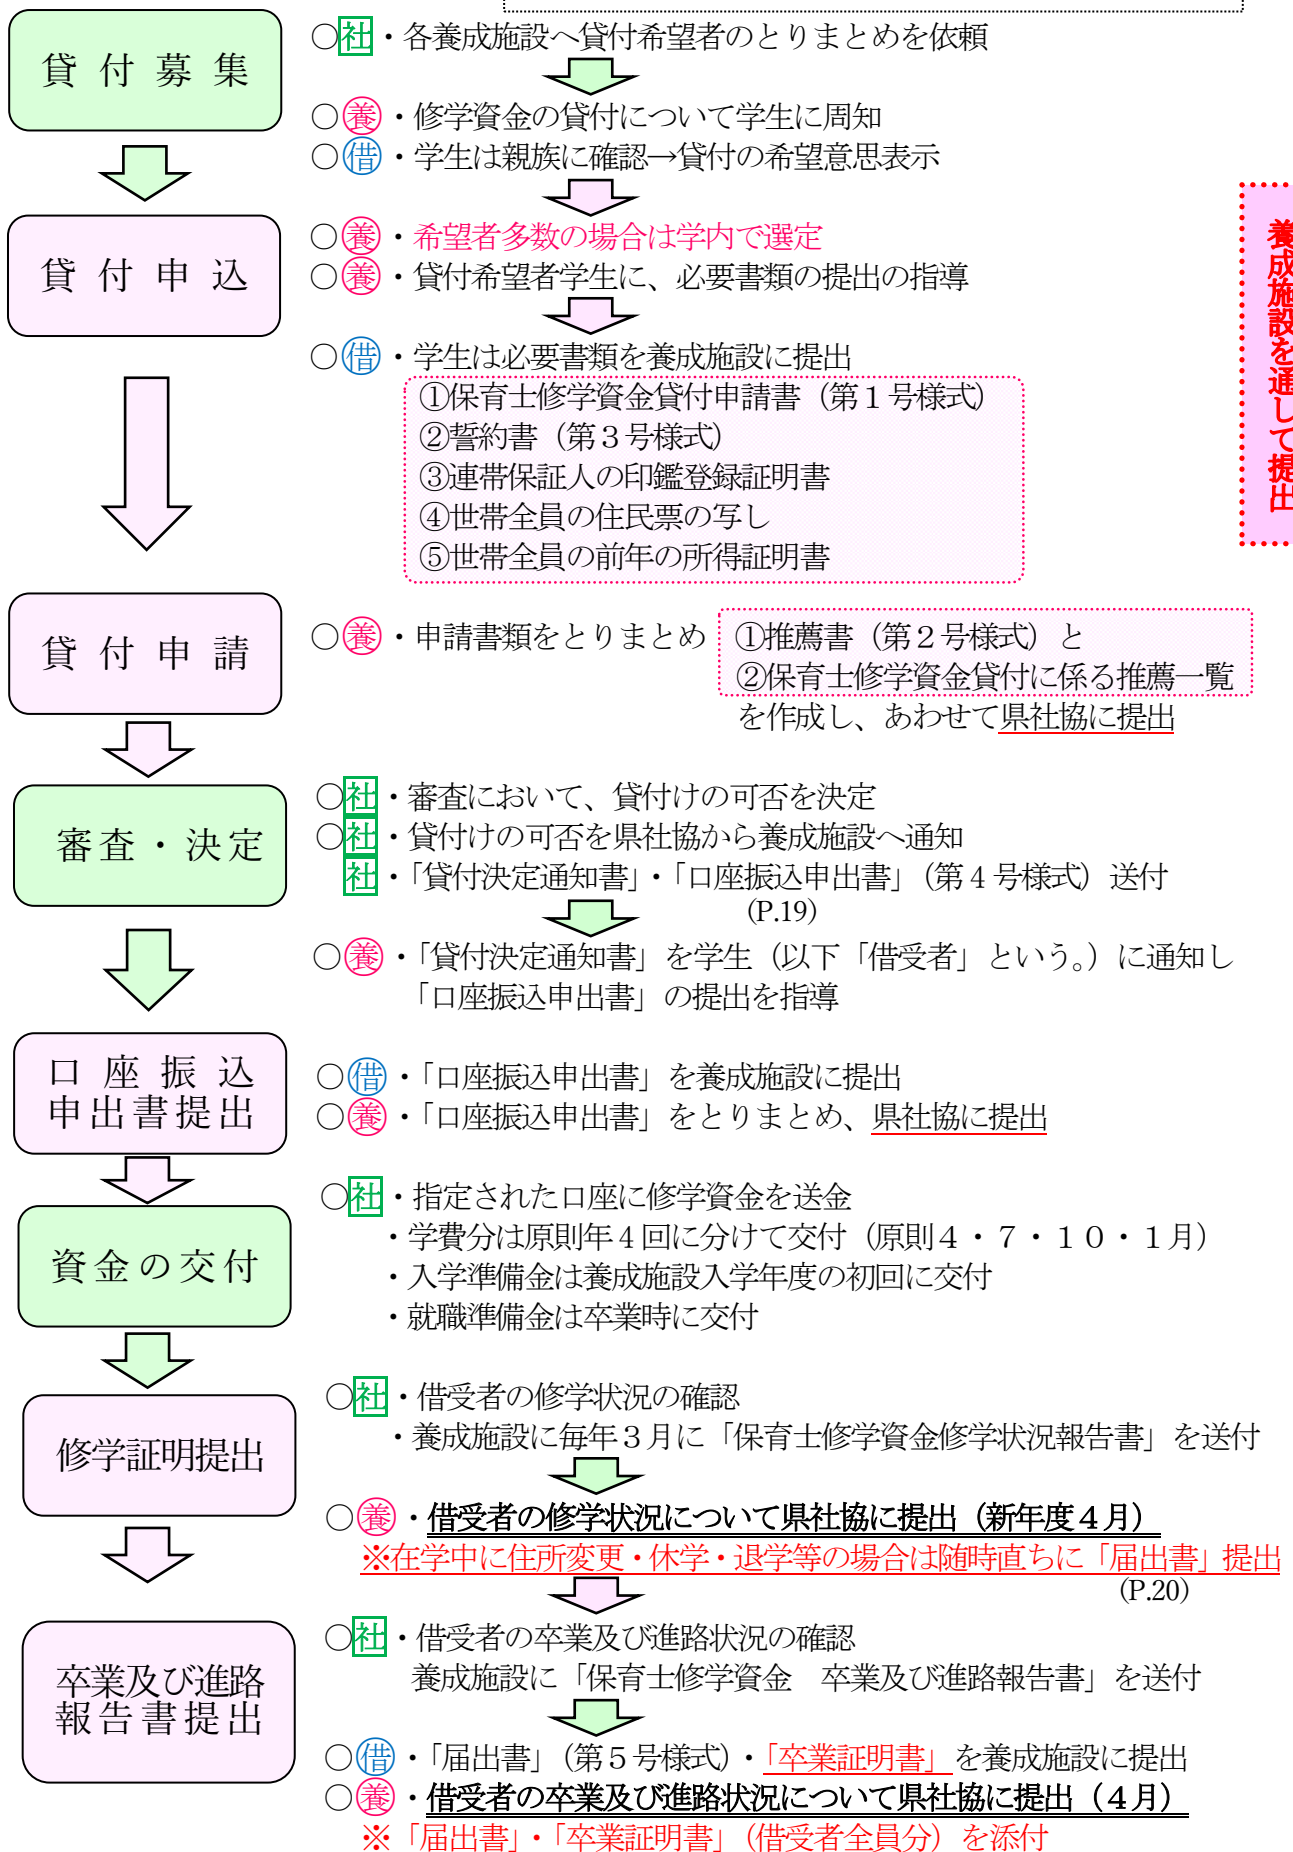 貸付募集
○社・各養成施設へ貸付希望者のとりまとめを依頼
○養・修学資金の貸付について学生に周知
○借・学生は親族に確認→貸付の希望意思表示
貸付申込
○養・希望者多数の場合は学内で選定
○養・貸付希望者学生に、必要書類の提出の指導
○借・学生は必要書類を養成施設に提出
①保育士修学資金貸付申請書（第１号様式）
②誓約書（第３号様式）
③連帯保証人の印鑑登録証明書
④世帯全員の住民票の写し
⑤世帯全員の前年の所得証明書
養成施設を通して提出
貸付申請
○養・申請書類をとりまとめ
①推薦書（第２号様式）と
②保育士修学資金貸付に係る推薦一覧
を作成し、あわせて県社協に提出
審査・決定
○社・審査において、貸付けの可否を決定
○社・貸付けの可否を県社協から養成施設へ通知
社・「貸付決定通知書」・「口座振込申出書」（第4号様式）送付
(P.19)
○養・「貸付決定通知書」を学生（以下「借受者」という。）に通知し
「口座振込申出書」の提出を指導
口座振込
申出書提出
○借・「口座振込申出書」を養成施設に提出
○養・「口座振込申出書」をとりまとめ、県社協に提出
資金の交付
○社・指定された口座に修学資金を送金
・学費分は原則年4回に分けて交付（原則４・７・１０・１月）
・入学準備金は養成施設入学年度の初回に交付
・就職準備金は卒業時に交付
修学証明提出
○社・借受者の修学状況の確認
・養成施設に毎年３月に「保育士修学資金修学状況報告書」を送付
○養・借受者の修学状況について県社協に提出（新年度４月）
※在学中に住所変更・休学・退学等の場合は随時直ちに「届出書」提出
(P.20)
卒業及び進路
報告書提出
○社・借受者の卒業及び進路状況の確認
養成施設に「保育士修学資金　卒業及び進路報告書」を送付
○借・「届出書」（第５号様式）・「卒業証明書」を養成施設に提出
○養・借受者の卒業及び進路状況について県社協に提出（４月）
※「届出書」・「卒業証明書」（借受者全員分）を添付